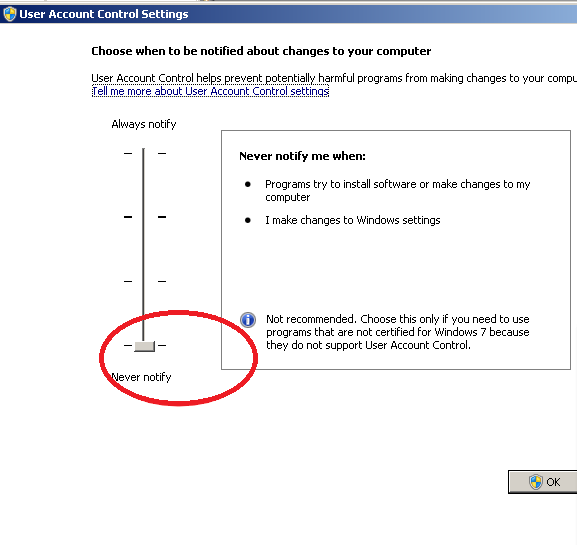 User Account Control Settings
Choose when to be notified about changes to your computer
User Account Control helps prevent potentially harmful programs from making changes to your compu
Tell me more about User Account Control settings
Always notify
Never notify me when:
Programs try to install software or make changes to my
computer
I make changes to Windows settings
Not recommended. Choose this only if you need to use
programs that are not certified for Windows 7 because
they do not support User Account Control.
Never notify
OK